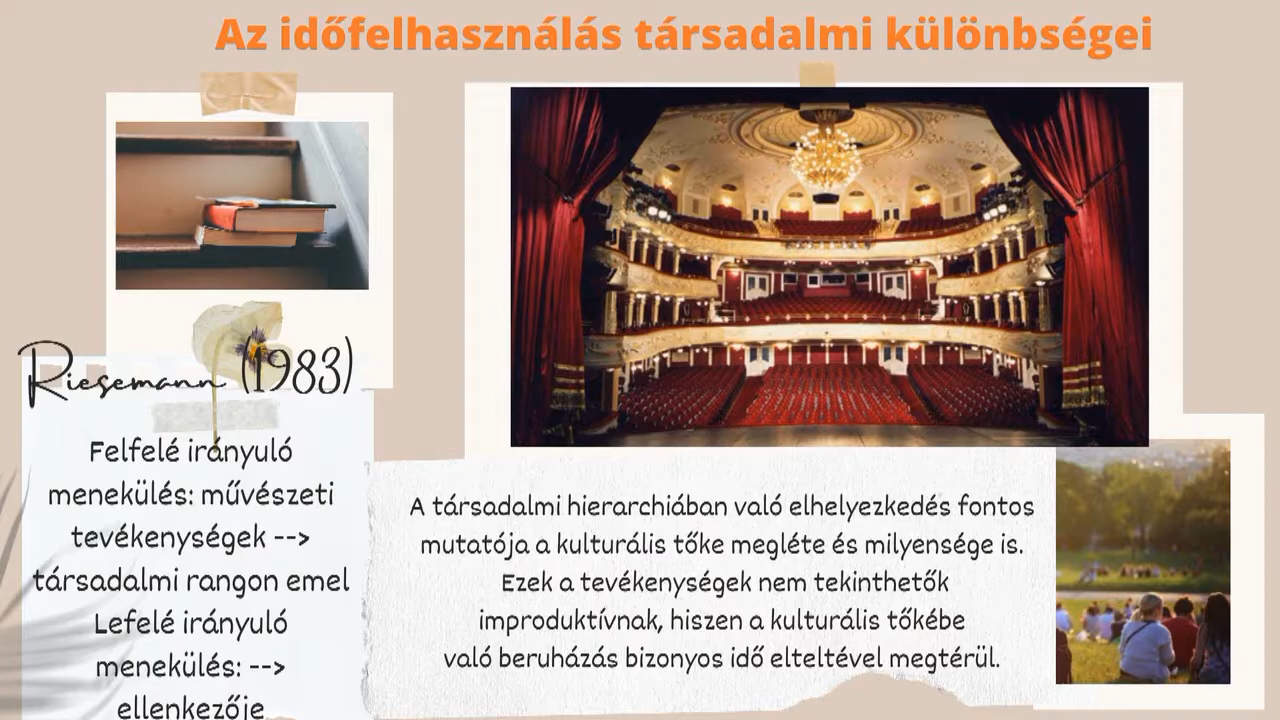 Az időfelhasználás társadalmi különbségei
Riesemann (1983)
Felfelé irányuló
menekülés: művészeti
tevékenységek -->
társadalmi rangon emel
Lefelé irányuló
menekülés: -->
ellenkezője
A társadalmi hierarchiában való elhelyezkedés fontos
mutatója a kulturális tőke megléte és milyensége is.
Ezek a tevékenységek nem tekinthetők
improduktívnak, hiszen a kulturális tőkébe
való beruházás bizonyos idő elteltével megtérül.